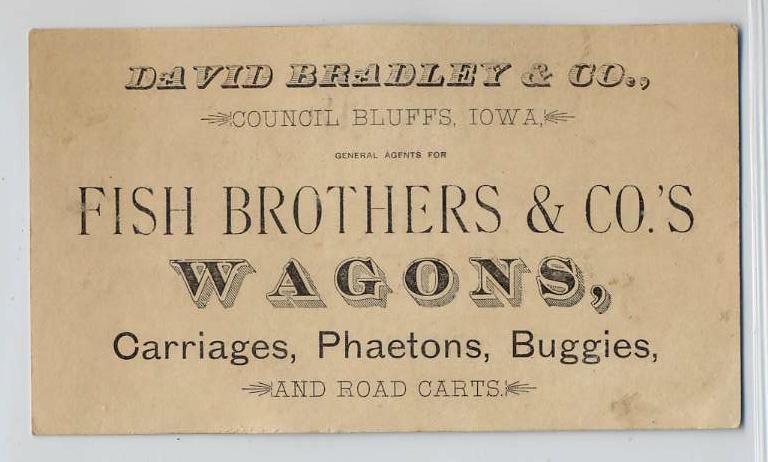 DAVID BRADLEY & CO.,
COUNCIL BLUFFS, IOWA,
GENERAL AGENTS FOR
FISH BROTHERS & CO.'S
WAGONS,
Carriages, Phaetons, Buggies,
AND ROAD CARTS.